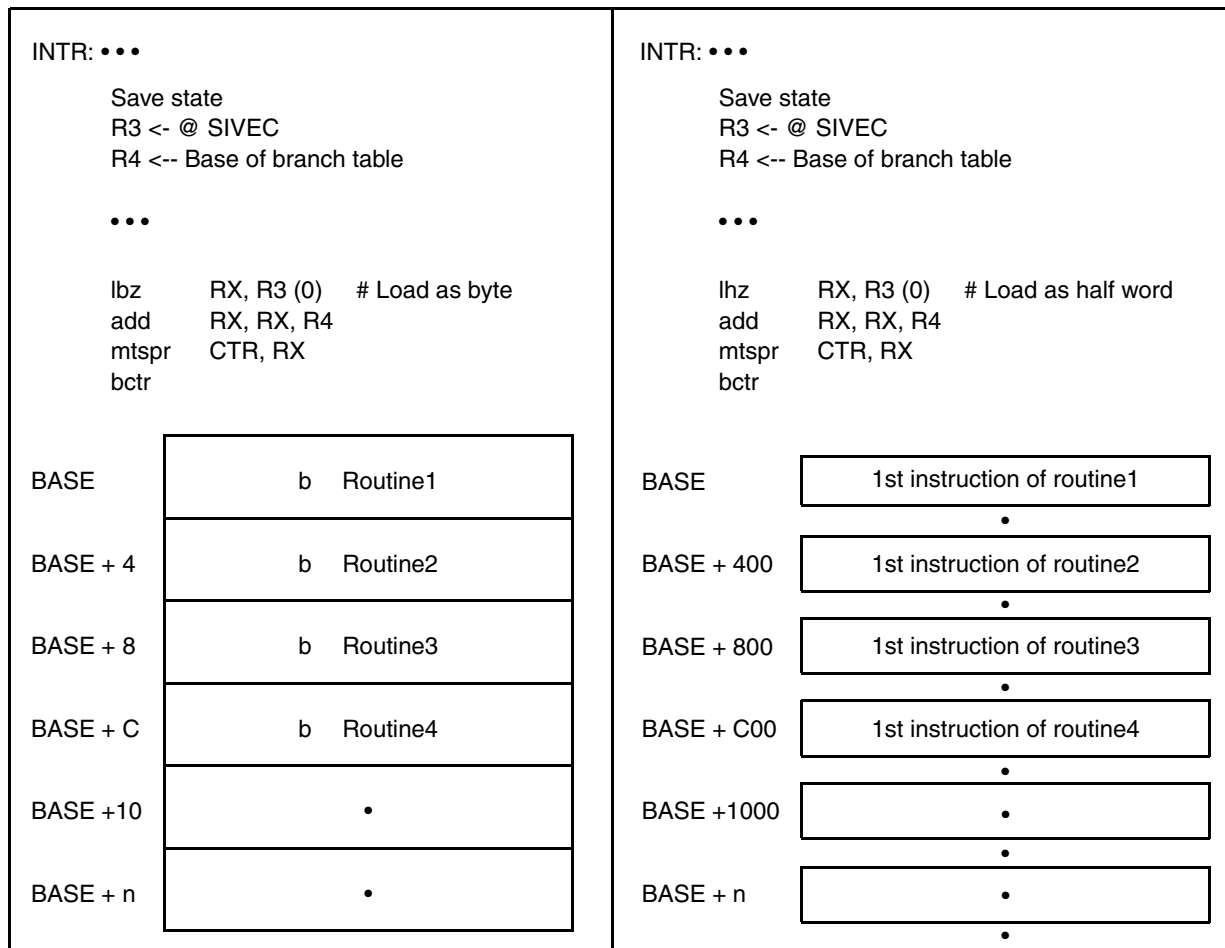 INTR: • • •
Save state
R3 <- @ SIVEC
R4 <-- Base of branch table
• • •
lbz RX, R3 (0) # Load as byte
add RX, RX, R4
mtspr CTR, RX
bctr
BASE b Routine1
BASE + 4 b Routine2
BASE + 8 b Routine3
BASE + C b Routine4
BASE +10 •
BASE + n •
INTR: • • •
Save state
R3 <- @ SIVEC
R4 <-- Base of branch table
• • •
lhz RX, R3 (0) # Load as half word
add RX, RX, R4
mtspr CTR, RX
bctr
BASE 1st instruction of routine1
•
BASE + 400 1st instruction of routine2
•
BASE + 800 1st instruction of routine3
•
BASE + C00 1st instruction of routine4
•
BASE +1000 •
•
BASE + n •
•